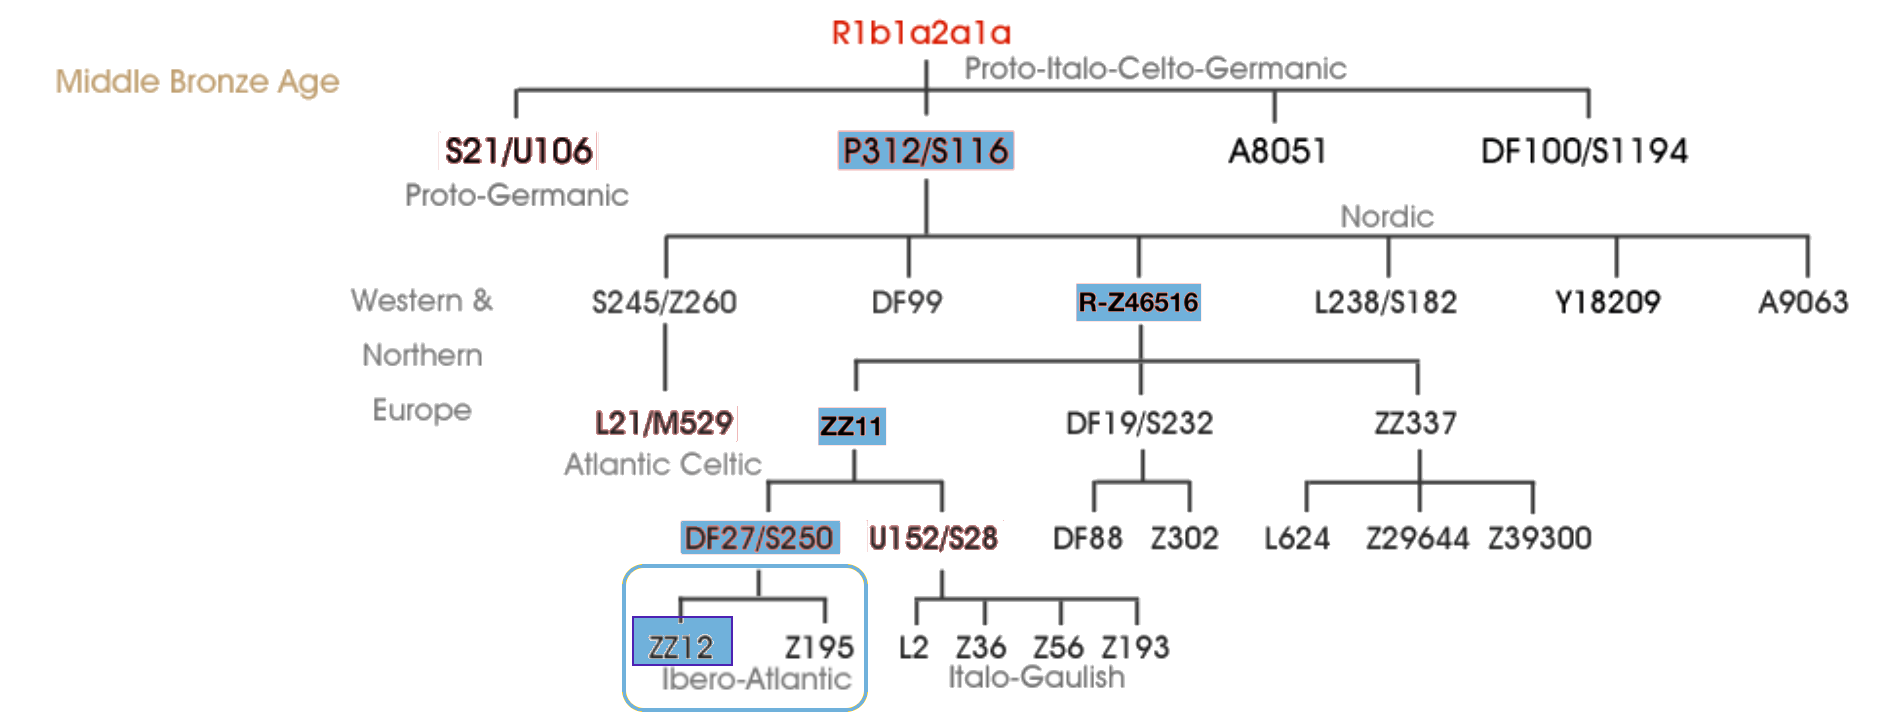 R1b1a2a1a
Proto-Italo-Celto-Germanic
Middle Bronze Age
S21/U106 P312/S116 A8051 DF100/S1194
Proto-Germanic
Nordic
Western & S245/Z260 DF99 R-Z46516 L238/S182 Y18209 A9063
Northern
Europe L21/M529 ZZ11 DF19/S232 ZZ337
Atlantic Celtic
DF27/S250 U152/S28 DF88 Z302 L624 Z29644 Z39300
ZZ12 Z195 L2 Z36 Z56 Z193
Ibero-Atlantic Italo-Gaulish